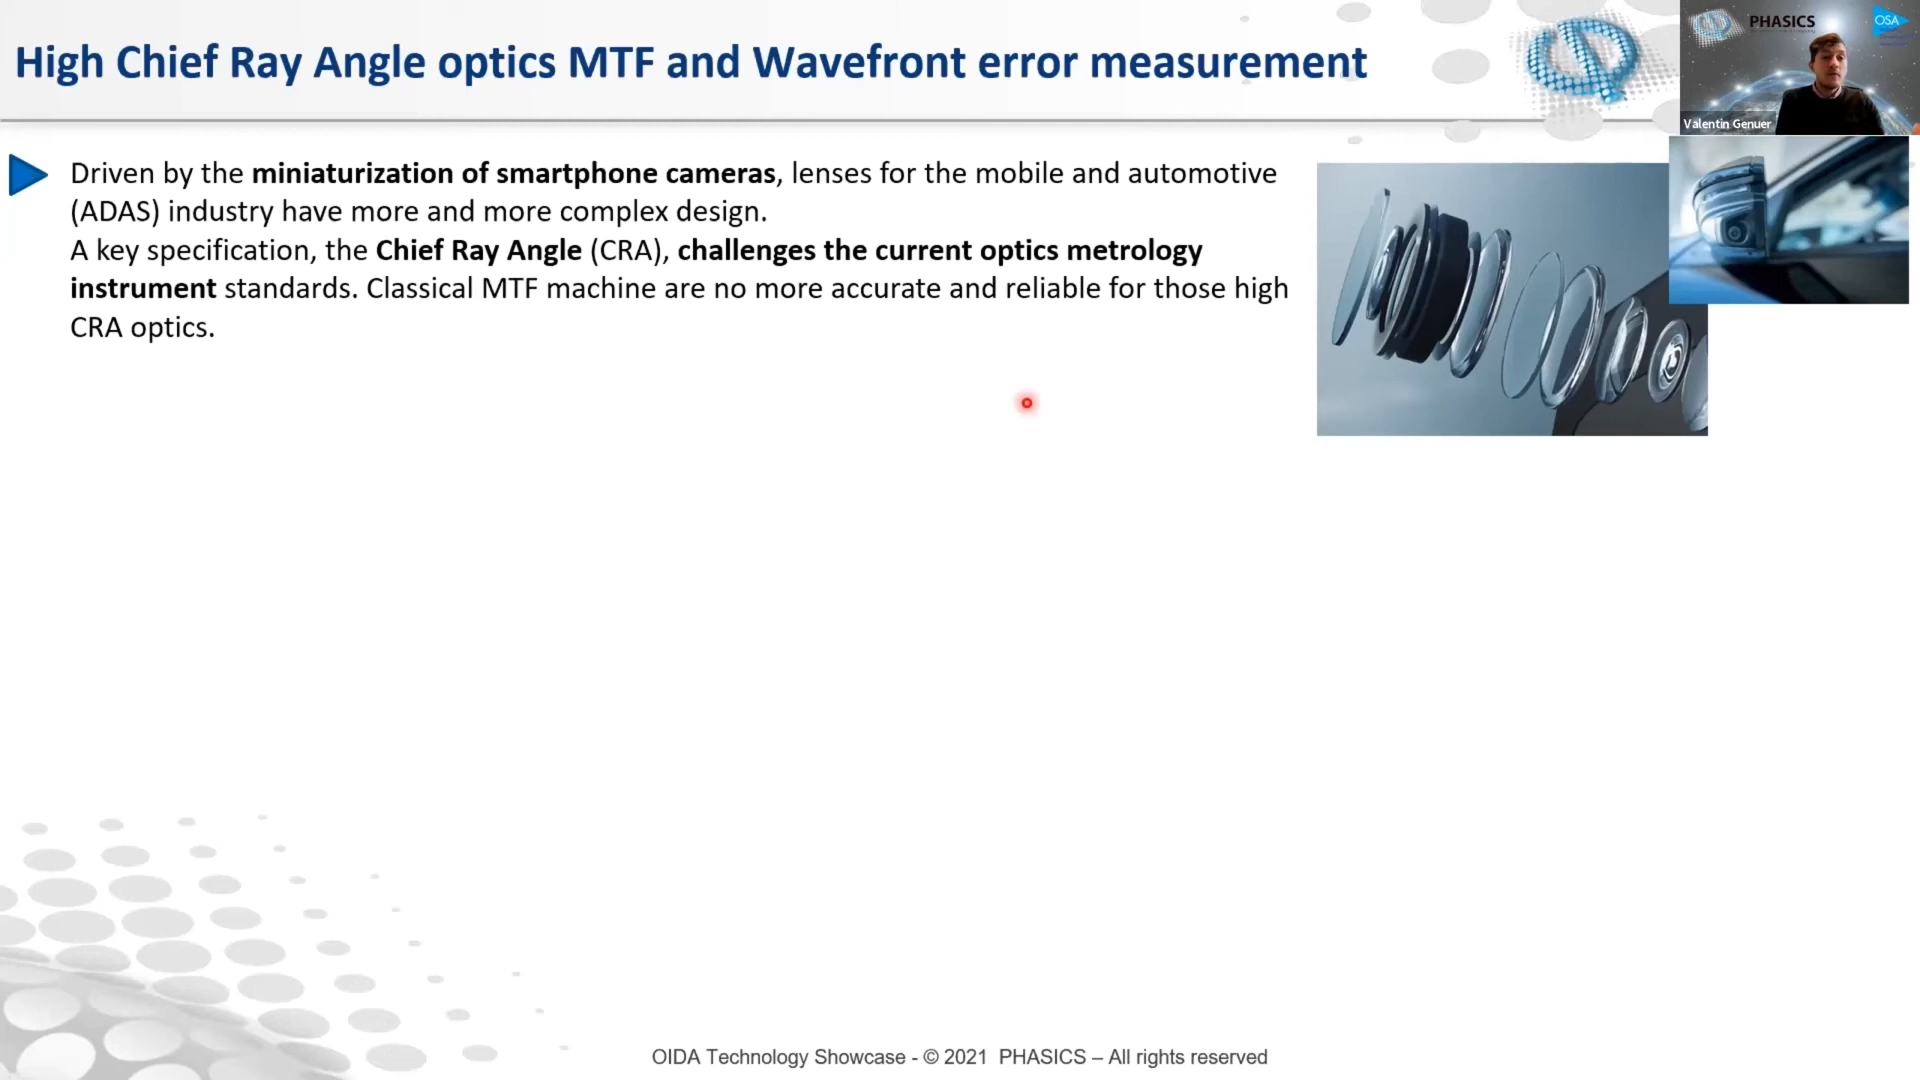 High Chief Ray Angle optics MTF and Wavefront error measurement
PHASICS
OSA
Valentin Genuer
Driven by the miniaturization of smartphone cameras, lenses for the mobile and automotive
(ADAS) industry have more and more complex design.
A key specification, the Chief Ray Angle (CRA), challenges the current optics metrology
instrument standards. Classical MTF machine are no more accurate and reliable for those high
CRA optics.
OIDA Technology Showcase - © 2021 PHASICS – All rights reserved